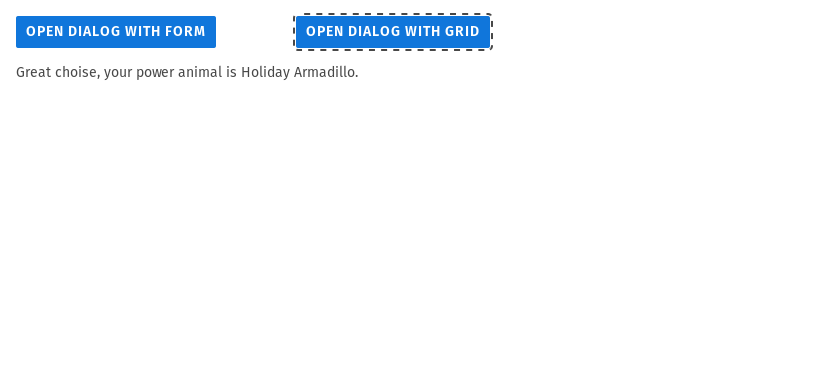 OPEN DIALOG WITH FORM OPEN DIALOG WITH GRID
Great choise, your power animal is Holiday Armadillo.